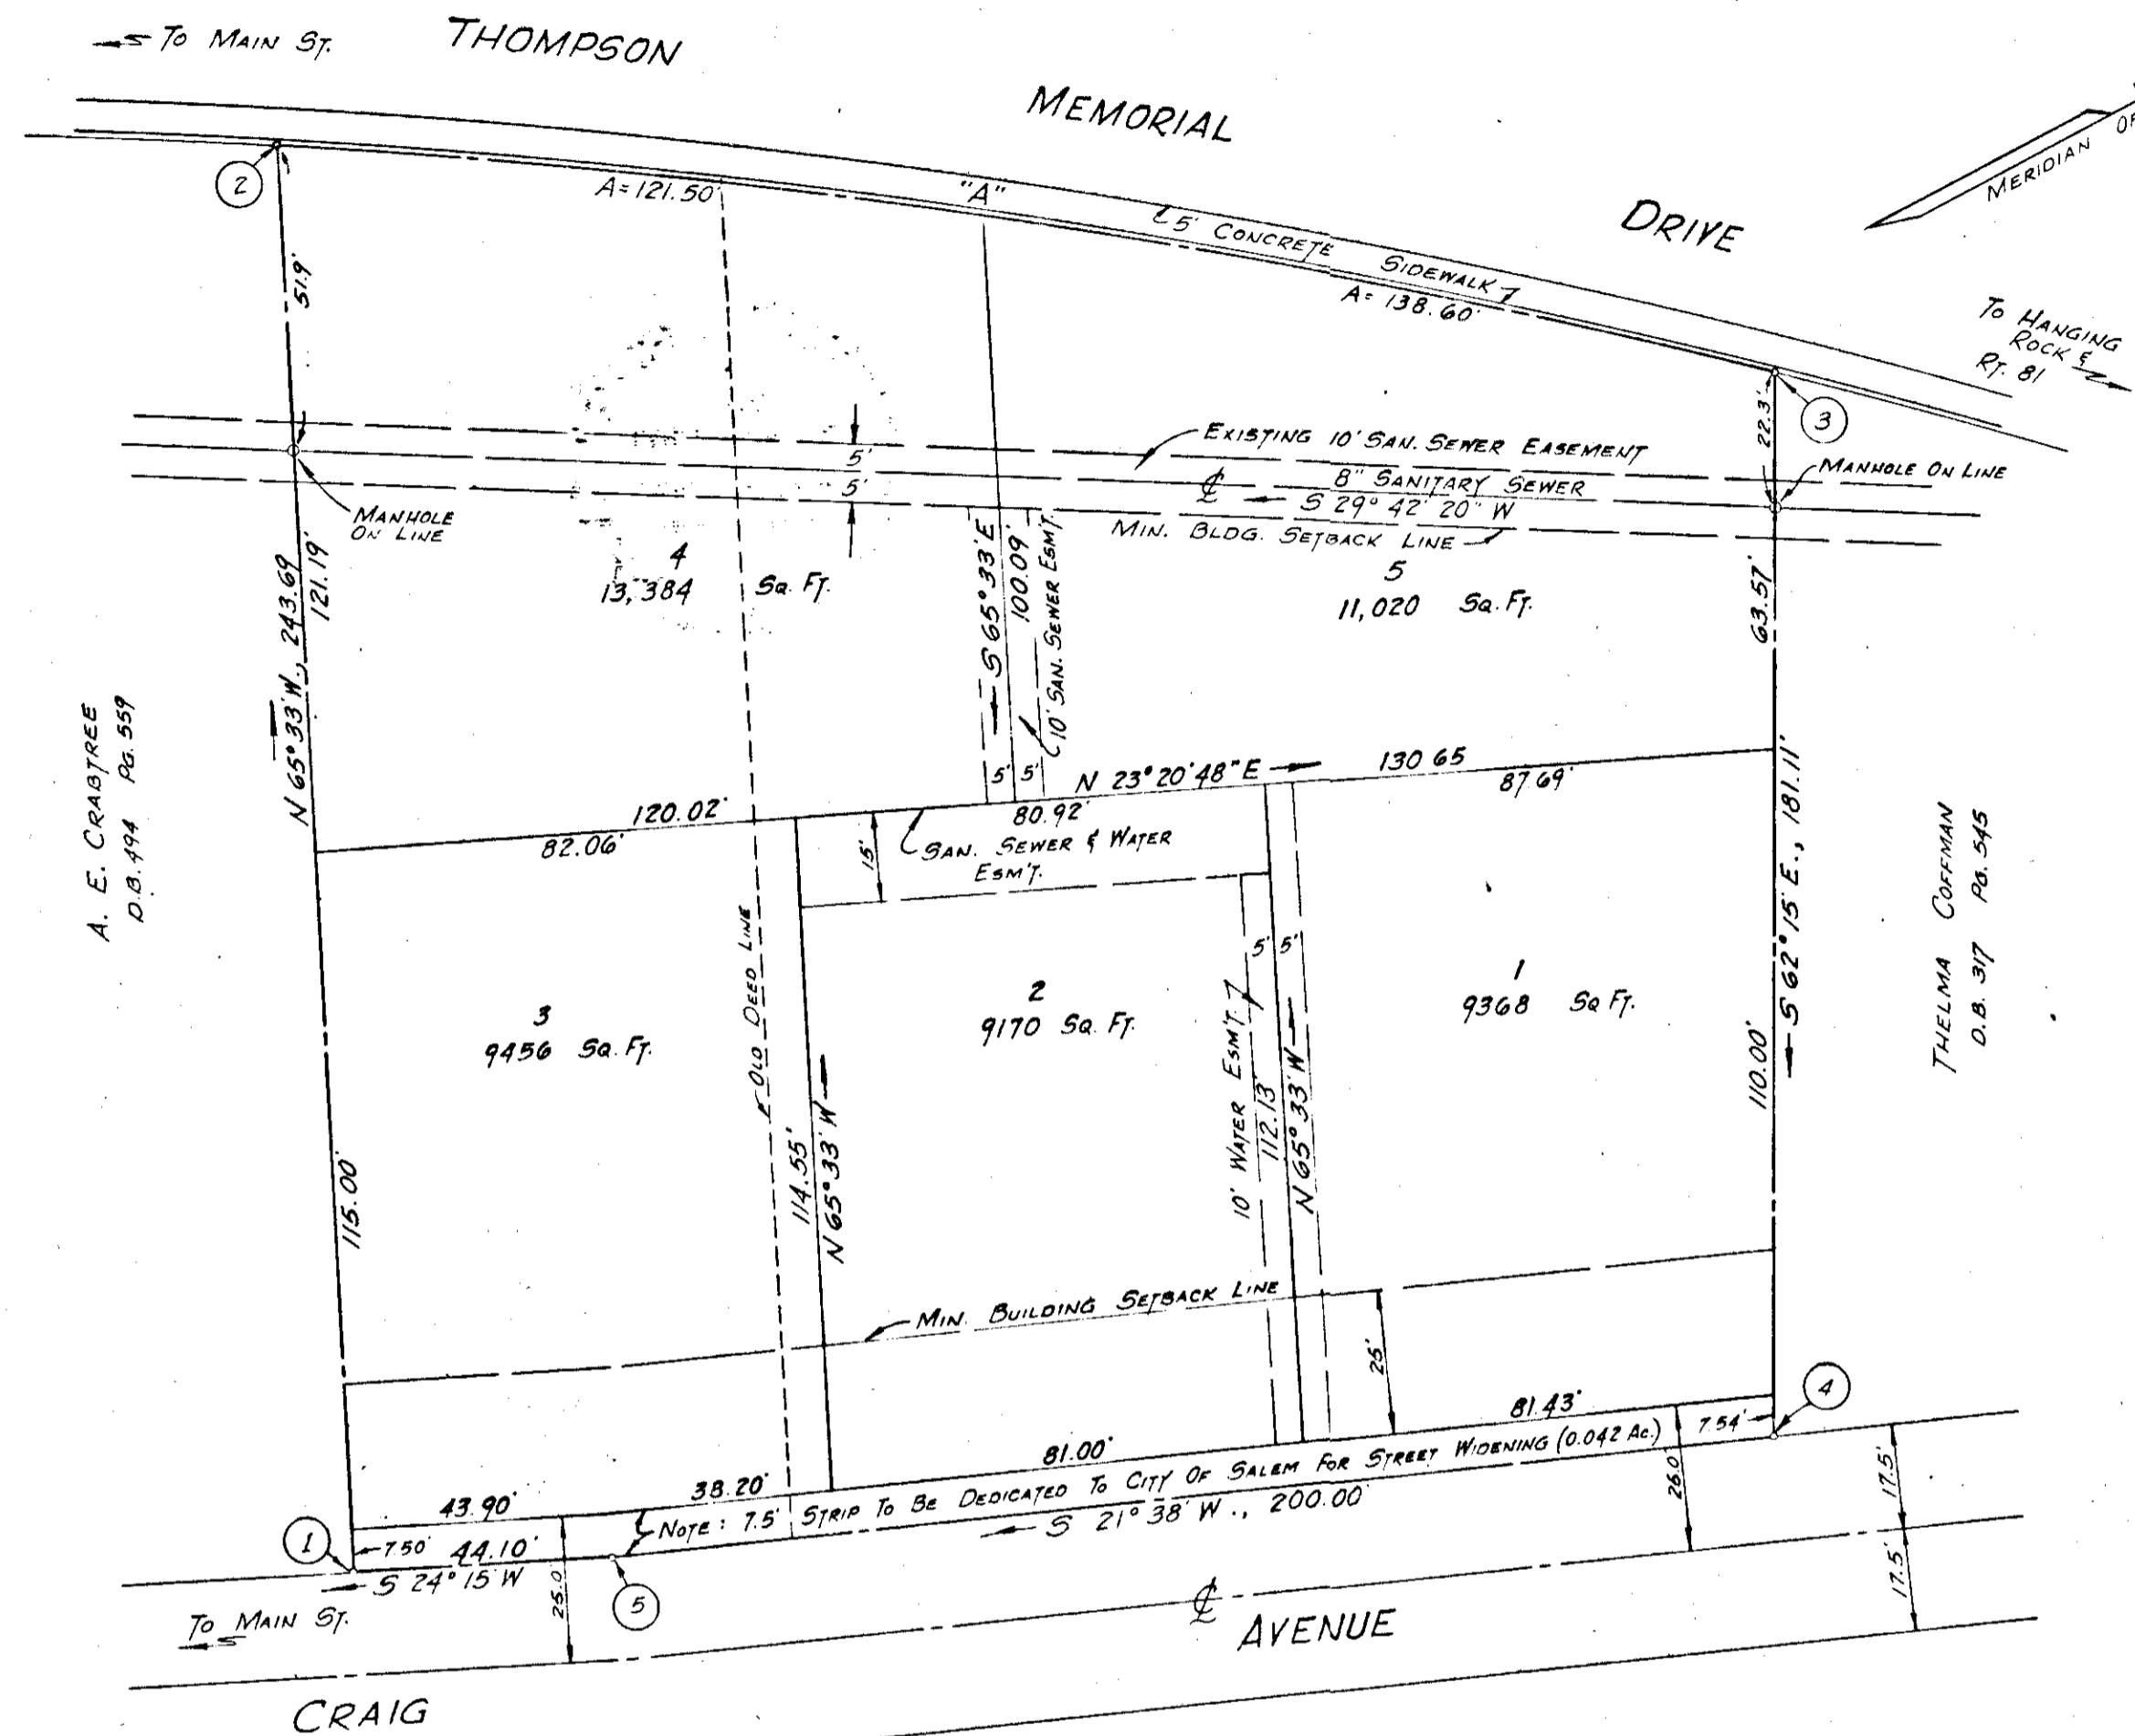 TO MAIN ST.
THOMPSON
MEMORIAL
DRIVE
MERIDIAN OF
2
A=121.50'
"A"
5' CONCRETE SIDEWALK
A=138.60'
TO HANGING
ROCK &
RT. 81
3
51.9'
22.3'
EXISTING 10' SAN. SEWER EASEMENT
5'
5'
8" SANITARY SEWER
MANHOLE ON LINE
℄ S 29° 42' 20" W
MIN. BLDG. SETBACK LINE
MANHOLE
ON LINE
4
13,384 SQ. FT.
5
11,020 SQ. FT.
N 65° 33' W., 243.69
121.19'
S 65° 33' E
100.09'
10' SAN. SEWER ESM'T.
63.57'
A. E. CRABTREE
D.B. 494 PG. 559
5' 5'
N 23° 20' 48" E
130 65
120.02'
82.06'
80.92'
87.69'
15'
SAN. SEWER & WATER
ESM'T.
S 62° 15' E., 181.11'
THELMA COFFMAN
D.B. 317 PG. 545
OLD DEED LINE
5' 5'
3
9456 SQ. FT.
2
9170 SQ. FT.
1
9368 SQ FT.
115.00'
114.55'
N 65° 33' W
10' WATER ESM'T.
112.13'
N 65° 33' W
110.00'
MIN. BUILDING SETBACK LINE
25'
43.90'
38.20'
81.00'
81.43'
7.54'
4
NOTE: 7.5' STRIP TO BE DEDICATED TO CITY OF SALEM FOR STREET WIDENING (0.042 AC.)
1
7.50' 44.10'
S 24° 15' W
S 21° 38' W., 200.00'
25.0'
26.0'
17.5'
17.5'
5
TO MAIN ST.
℄
CRAIG
AVENUE